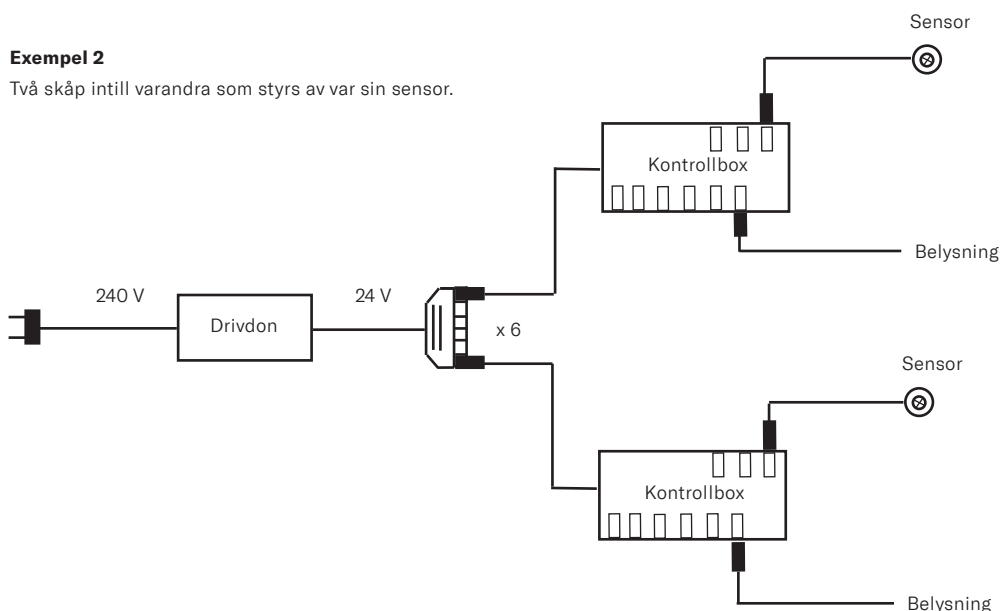 Sensor
Exempel 2
Två skåp intill varandra som styrs av var sin sensor.
Kontrollbox
Belysning
240 V
24 V
Drivdon
x 6
Sensor
Kontrollbox
Belysning